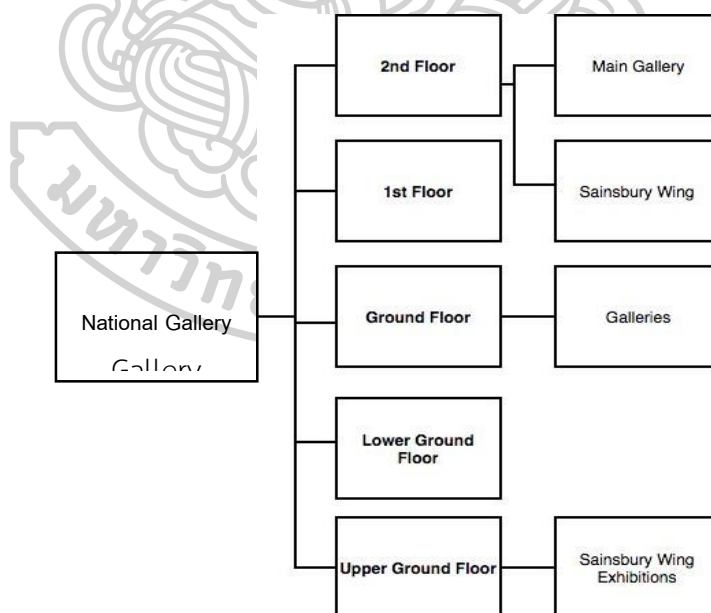 2nd Floor
Main Gallery
1st Floor
Sainsbury Wing
National Gallery
Gallery
Ground Floor
Galleries
Lower Ground
Floor
Upper Ground Floor
Sainsbury Wing
Exhibitions